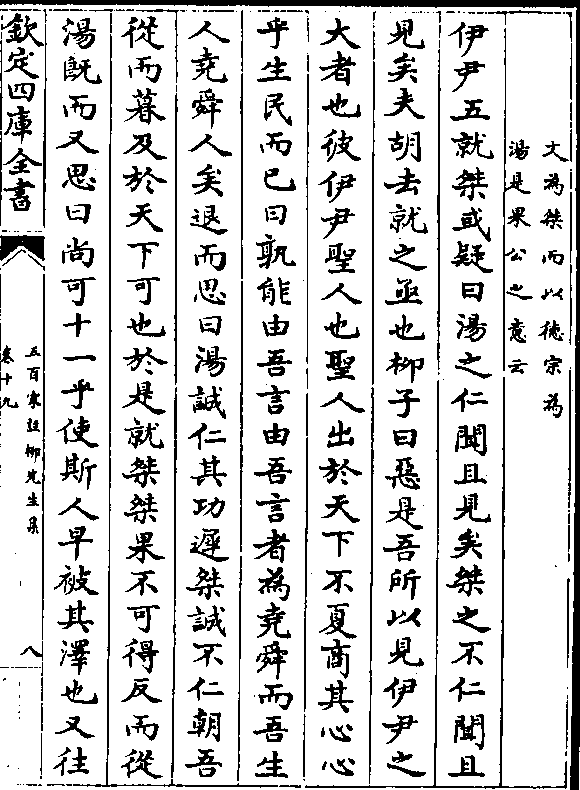 文為桀而以德宗為
湯是果公之意云
伊尹五就桀或疑曰湯之仁聞且見矣桀之不仁聞且
見矣夫胡去就之亟也柳子曰惡是吾所以見伊尹之
大者也彼伊尹聖人也聖人出於天下不夏商其心心
乎生民而已曰孰能由吾言由吾言者為堯舜而吾生
人堯舜人矣退而思曰湯誠仁其功遲桀誠不仁朝吾
從而暮及於天下可也於是就桀桀果不可得反而從
湯既而又思曰尚可十一乎使斯人早被其澤也又往
欽定四庫全書
五百家註柳先生集
卷十九
八